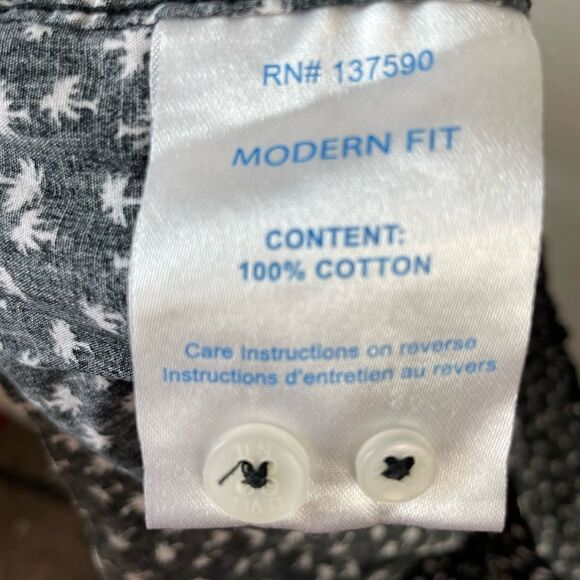 RN# 137590
MODERN FIT
CONTENT:
100% COTTON
Care Instructions on reverse
Instructions d'entretien au revers